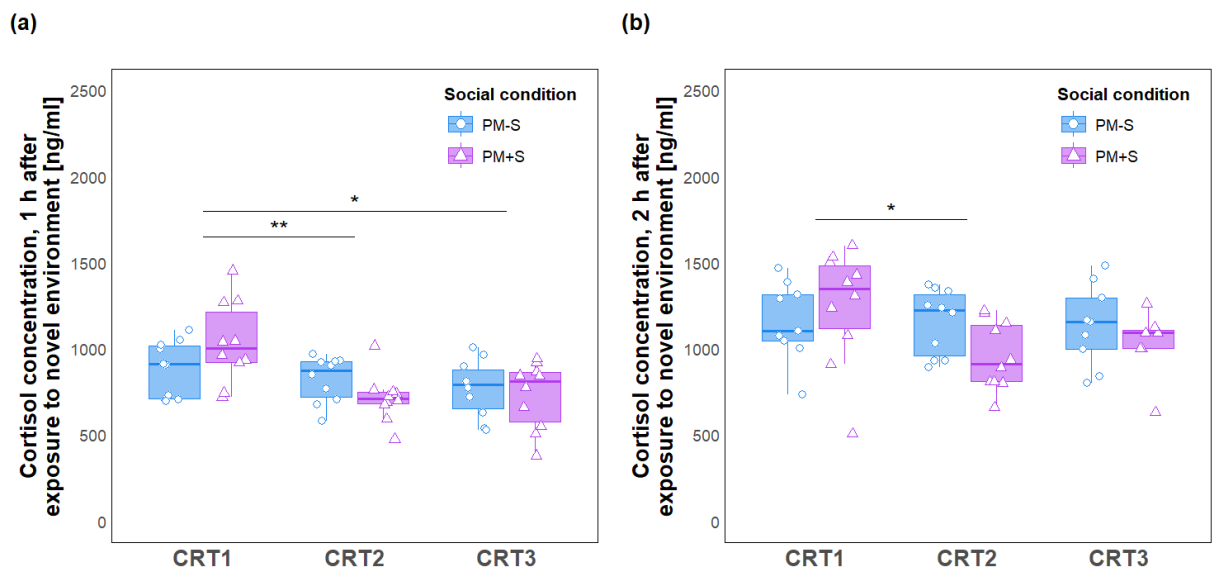 (a)
Cortisol concentration, 1 h after
exposure to novel environment [ng/ml]
2500
2000
1500
1000
500
0
Social condition
PM-S
PM+S
*
**
CRT1 CRT2 CRT3
(b)
Cortisol concentration, 2 h after
exposure to novel environment [ng/ml]
2500
2000
1500
1000
500
0
Social condition
PM-S
PM+S
*
CRT1 CRT2 CRT3